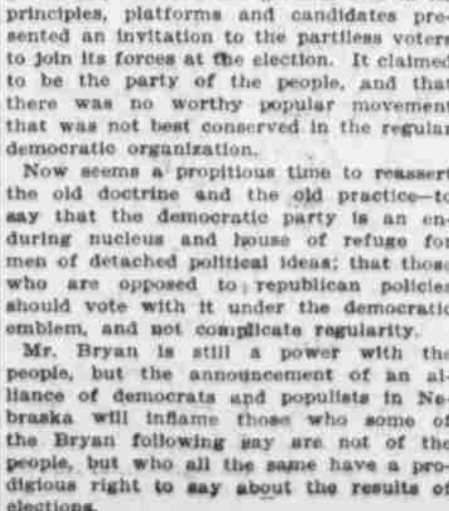 principles, platforms and candidates pre-
sented an invitation to the partiless voters
to join its forces at the election. It claimed
to be the party of the people, and that
there was no worthy popular movement
that was not best conserved in the regular
democratic organization.
Now seems a propitious time to reassert
the old doctrine and the old practice—to
say that the democratic party is an en-
during nucleus and house of refuge for
men of detached political ideas; that those
who are opposed to republican policies
should vote with it under the democratic
emblem, and not complicate regularity.
Mr. Bryan is still a power with the
people, but the announcement of an al-
liance of democrats and populists in Ne-
braska will inflame those who some of
the Bryan following say are not of the
people, but who all the same have a pro-
digious right to say about the results of
elections.